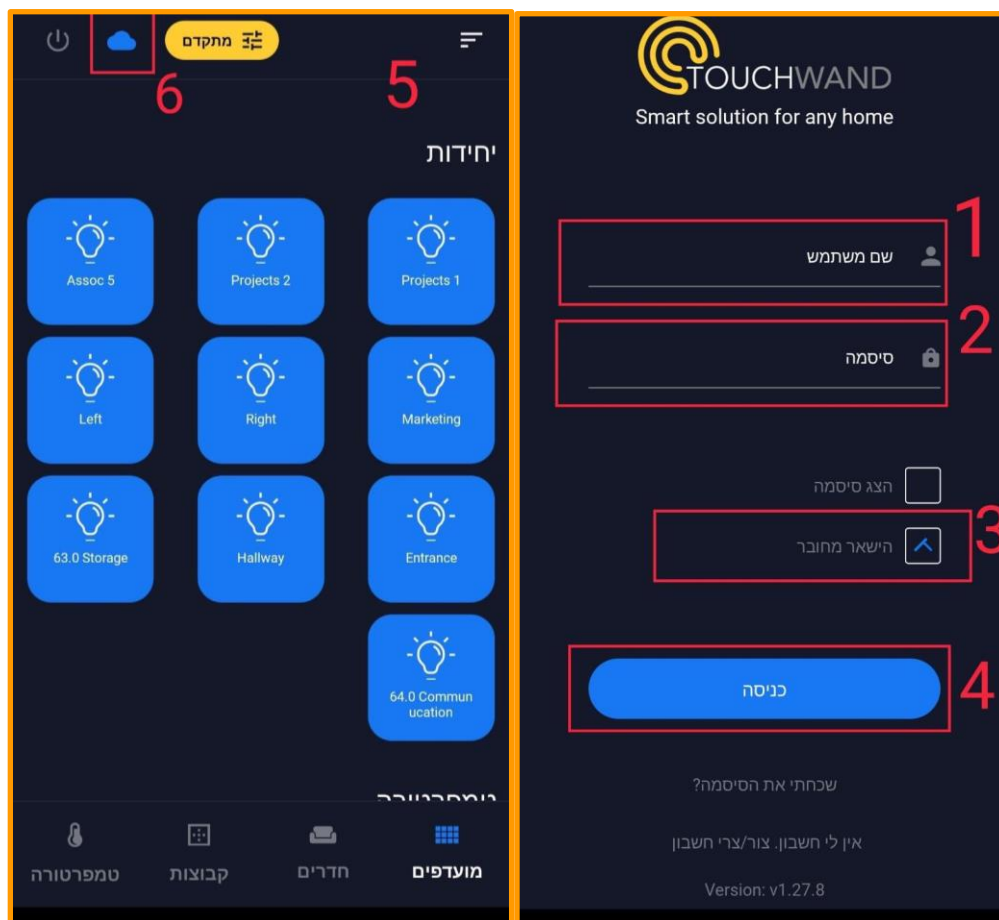 TOUCHWAND
Smart solution for any home
1
שם משתמש
2
סיסמה
הצג סיסמה
3
הישאר מחובר
4
כניסה
שכחתי את הסיסמה?
אין לי חשבון. צור/צרי חשבון
Version: v1.27.8
מתקדם
5
6
יחידות
Projects 1
Projects 2
Assoc 5
Marketing
Right
Left
Entrance
Hallway
63.0 Storage
64.0 Commun
ucation
טמפרטורה
מועדפים
חדרים
קבוצות
טמפרטורה